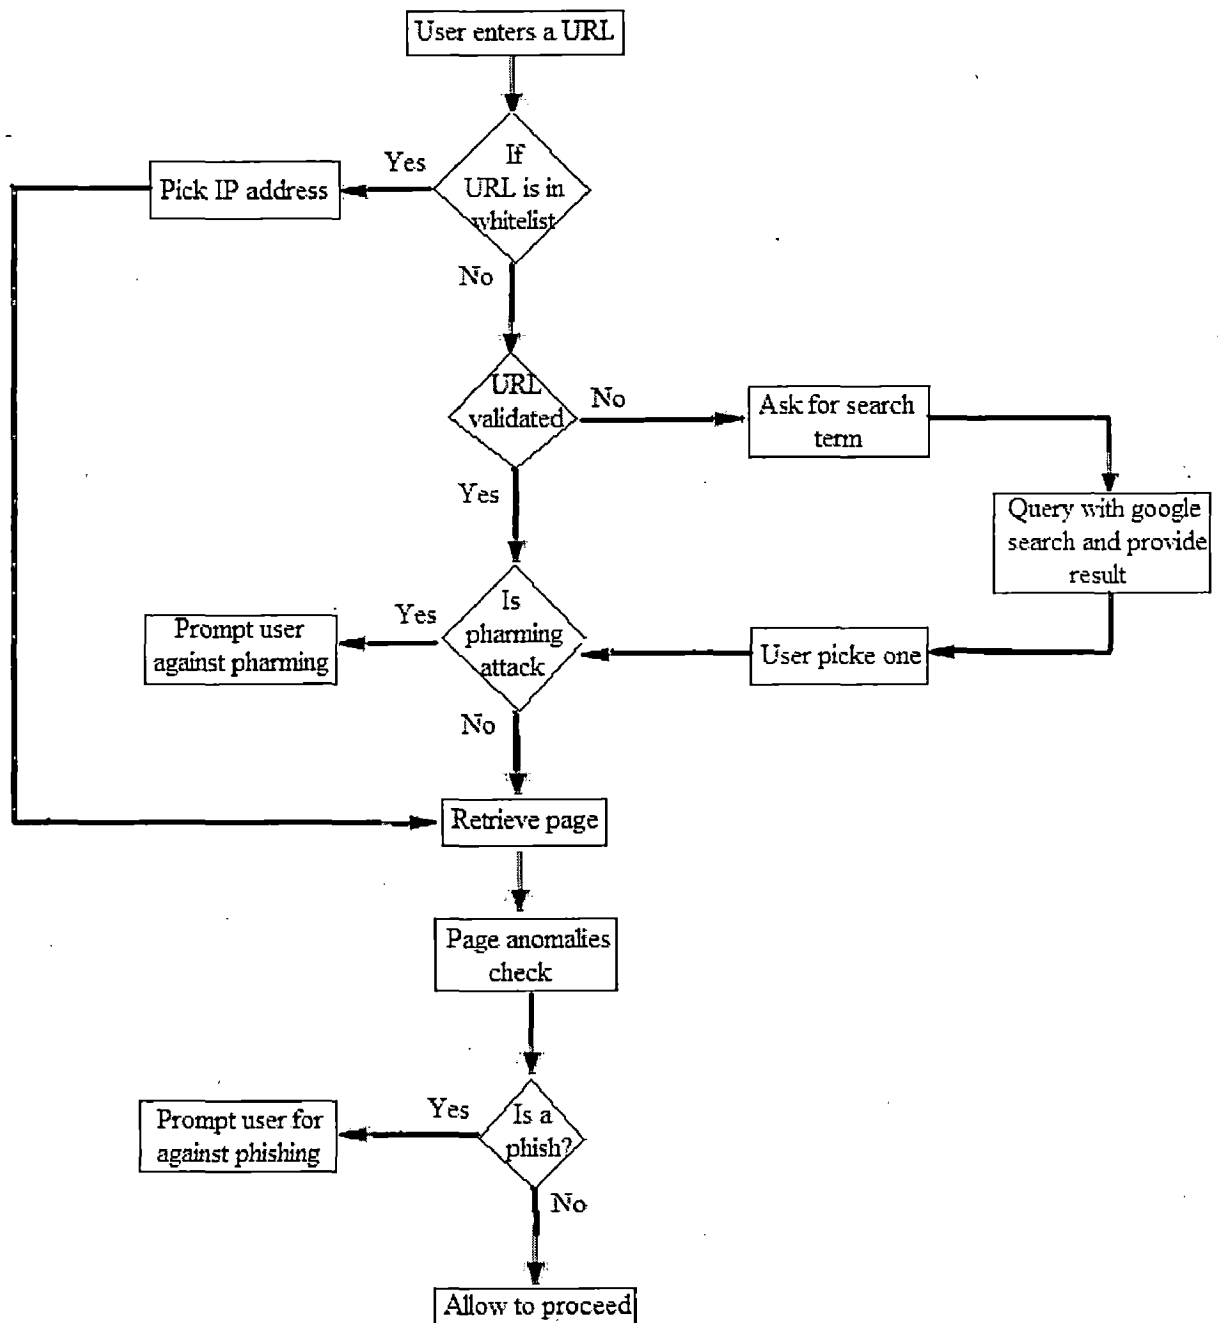 User enters a URL
If
URL is in
whitelist
Yes
Pick IP address
No
URL
validated
No
Ask for search
term
Yes
Query with google
search and provide
result
Is
pharming
attack
Yes
Prompt user
against pharming
User picke one
No
Retrieve page
Page anomalies
check
Is a
phish?
Yes
Prompt user for
against phishing
No
Allow to proceed